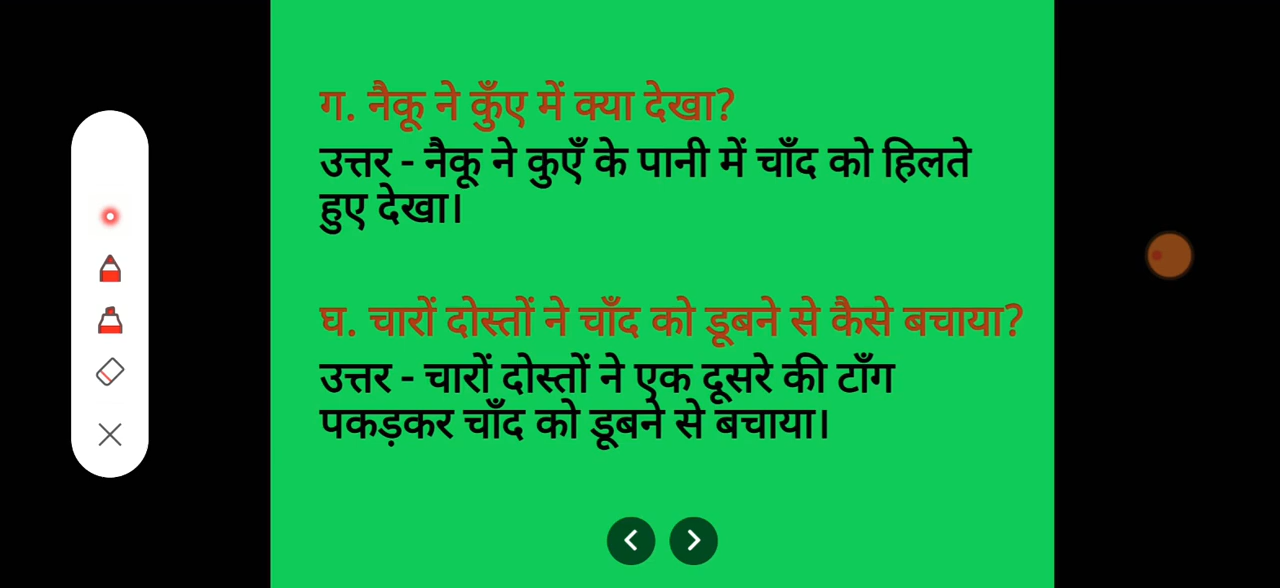 ग. नैकू ने कुँए में क्या देखा?
उत्तर - नैकू ने कुएँ के पानी में चाँद को हिलते
हुए देखा।
घ. चारों दोस्तों ने चाँद को डूबने से कैसे बचाया?
उत्तर - चारों दोस्तों ने एक दूसरे की टाँग
पकड़कर चाँद को डूबने से बचाया।